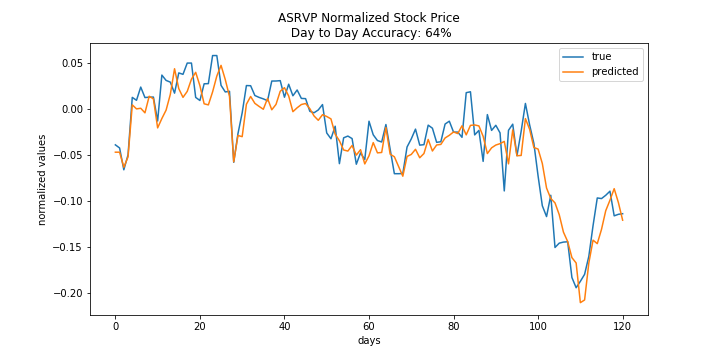 ASRVP Normalized Stock Price
Day to Day Accuracy: 64%
true
predicted
0.05
0.00
−0.05
−0.10
−0.15
−0.20
normalized values
0 20 40 60 80 100 120
days